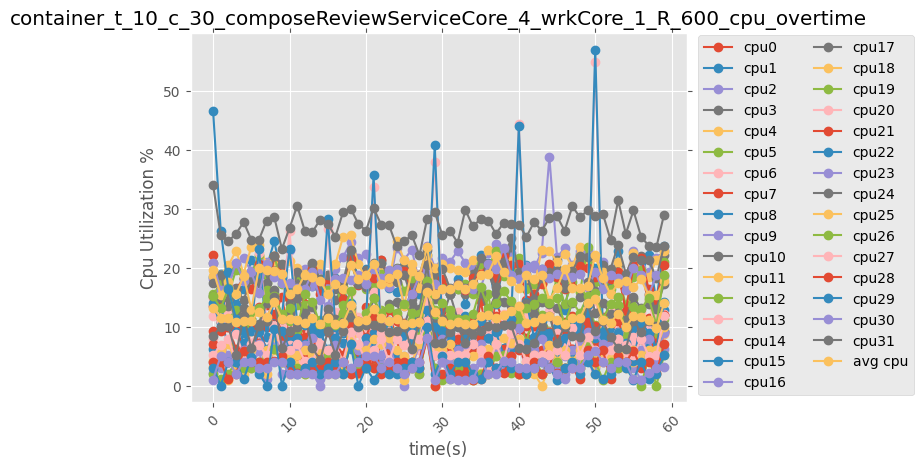 container_t_10_c_30_composeReviewServiceCore_4_wrkCore_1_R_600_cpu_overtime
Cpu Utilization %
50
40
30
20
10
0
0
10
20
30
40
50
60
time(s)
cpu0
cpu1
cpu2
cpu3
cpu4
cpu5
cpu6
cpu7
cpu8
cpu9
cpu10
cpu11
cpu12
cpu13
cpu14
cpu15
cpu16
cpu17
cpu18
cpu19
cpu20
cpu21
cpu22
cpu23
cpu24
cpu25
cpu26
cpu27
cpu28
cpu29
cpu30
cpu31
avg cpu